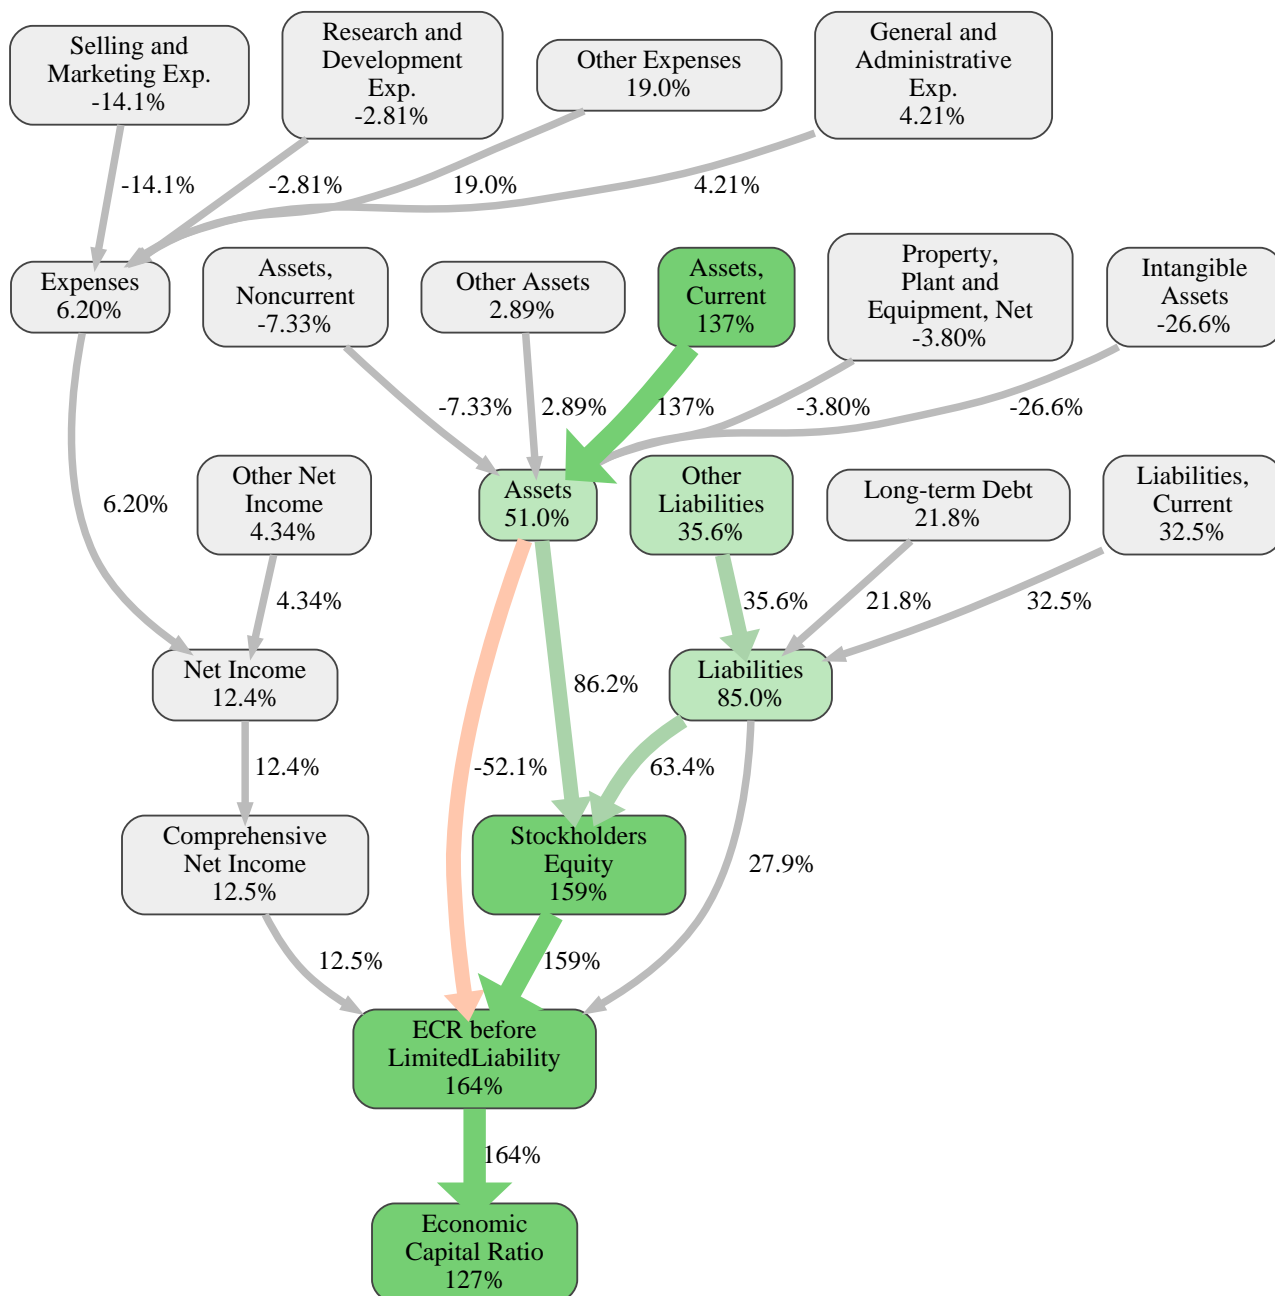 Selling and
Marketing Exp.
-14.1%
Research and
Development
Exp.
-2.81%
Other Expenses
19.0%
General and
Administrative
Exp.
4.21%
-14.1%
-2.81%
19.0%
4.21%
Expenses
6.20%
Assets,
Noncurrent
-7.33%
Other Assets
2.89%
Assets,
Current
137%
Property,
Plant and
Equipment, Net
-3.80%
Intangible
Assets
-26.6%
-7.33%
2.89%
137%
-3.80%
-26.6%
6.20%
Other Net
Income
4.34%
Assets
51.0%
Other
Liabilities
35.6%
Long-term Debt
21.8%
Liabilities,
Current
32.5%
4.34%
35.6%
21.8%
32.5%
Net Income
12.4%
86.2%
Liabilities
85.0%
12.4%
-52.1%
63.4%
Comprehensive
Net Income
12.5%
Stockholders
Equity
159%
27.9%
12.5%
159%
ECR before
LimitedLiability
164%
164%
Economic
Capital Ratio
127%